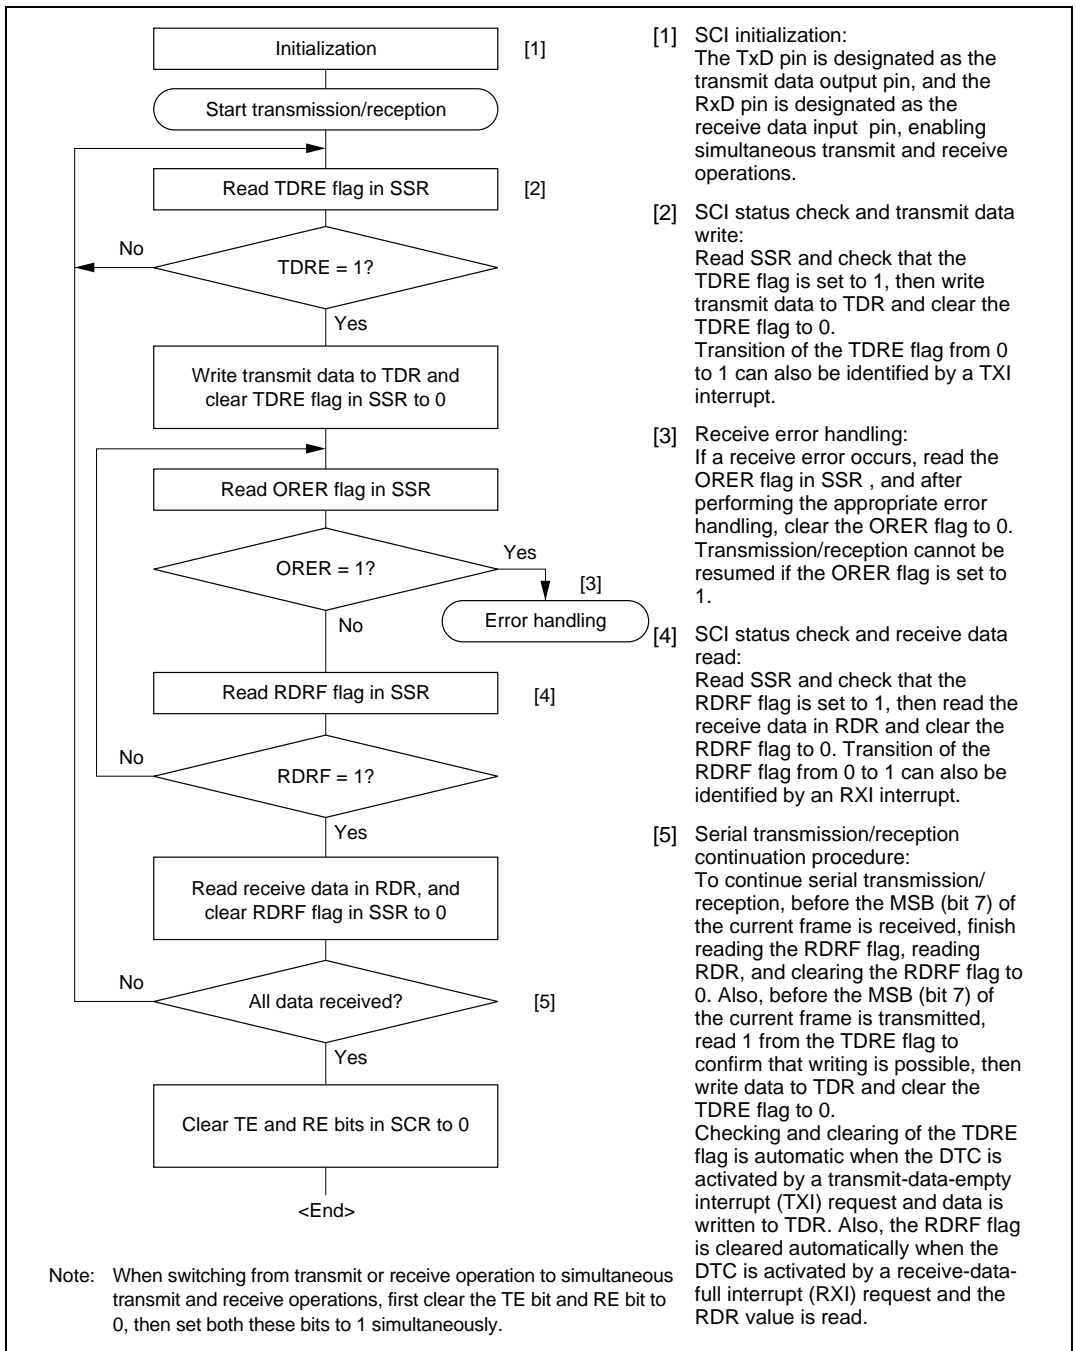 Initialization
[1]
Start transmission/reception
Read TDRE flag in SSR
[2]
No
TDRE = 1?
Yes
Write transmit data to TDR and
clear TDRE flag in SSR to 0
Read ORER flag in SSR
ORER = 1?
Yes
[3]
Error handling
No
Read RDRF flag in SSR
[4]
No
RDRF = 1?
Yes
Read receive data in RDR, and
clear RDRF flag in SSR to 0
No
All data received?
[5]
Yes
Clear TE and RE bits in SCR to 0
<End>
[1] SCI initialization:
The TxD pin is designated as the
transmit data output pin, and the
RxD pin is designated as the
receive data input pin, enabling
simultaneous transmit and receive
operations.
[2] SCI status check and transmit data
write:
Read SSR and check that the
TDRE flag is set to 1, then write
transmit data to TDR and clear the
TDRE flag to 0.
Transition of the TDRE flag from 0
to 1 can also be identified by a TXI
interrupt.
[3] Receive error handling:
If a receive error occurs, read the
ORER flag in SSR , and after
performing the appropriate error
handling, clear the ORER flag to 0.
Transmission/reception cannot be
resumed if the ORER flag is set to
1.
[4] SCI status check and receive data
read:
Read SSR and check that the
RDRF flag is set to 1, then read the
receive data in RDR and clear the
RDRF flag to 0. Transition of the
RDRF flag from 0 to 1 can also be
identified by an RXI interrupt.
[5] Serial transmission/reception
continuation procedure:
To continue serial transmission/
reception, before the MSB (bit 7) of
the current frame is received, finish
reading the RDRF flag, reading
RDR, and clearing the RDRF flag to
0. Also, before the MSB (bit 7) of
the current frame is transmitted,
read 1 from the TDRE flag to
confirm that writing is possible, then
write data to TDR and clear the
TDRE flag to 0.
Checking and clearing of the TDRE
flag is automatic when the DTC is
activated by a transmit-data-empty
interrupt (TXI) request and data is
written to TDR. Also, the RDRF flag
is cleared automatically when the
DTC is activated by a receive-data-
full interrupt (RXI) request and the
RDR value is read.
Note: When switching from transmit or receive operation to simultaneous
transmit and receive operations, first clear the TE bit and RE bit to
0, then set both these bits to 1 simultaneously.